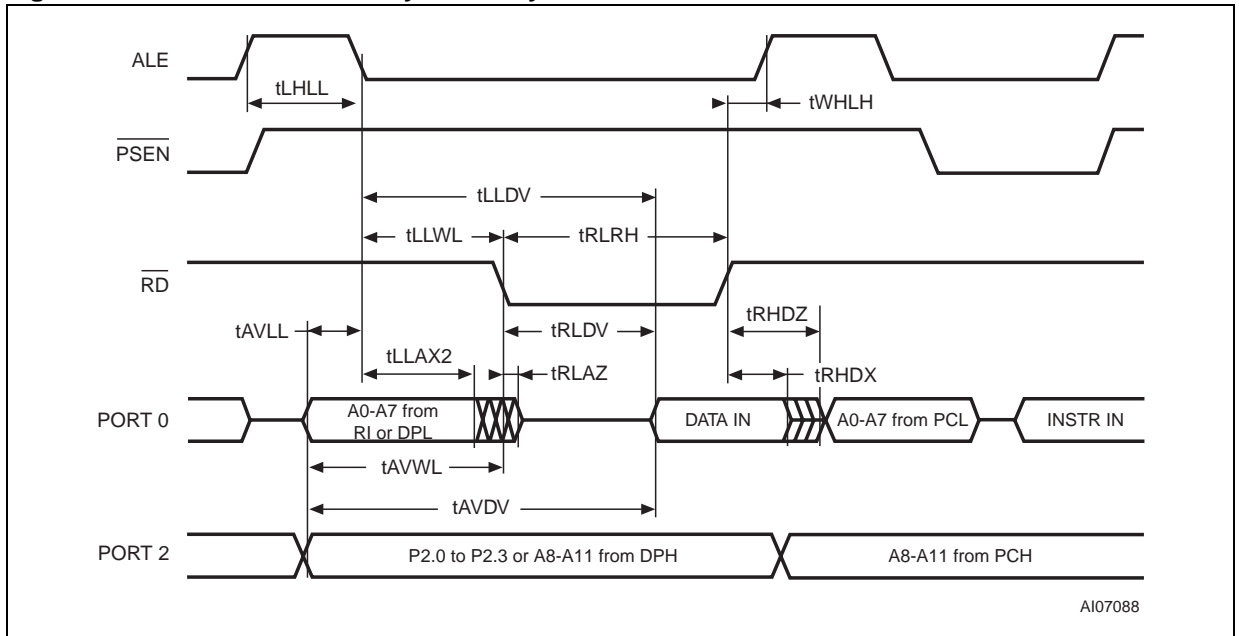 ALE
tLHLL
tWHLH
PSEN
tLLDV
tLLWL
tRLRH
RD
tAVLL
tRLDV
tRHDZ
tLLAX2
tRLAZ
tRHDX
PORT 0
A0-A7 from
RI or DPL
DATA IN
A0-A7 from PCL
INSTR IN
tAVWL
tAVDV
PORT 2
P2.0 to P2.3 or A8-A11 from DPH
A8-A11 from PCH
AI07088